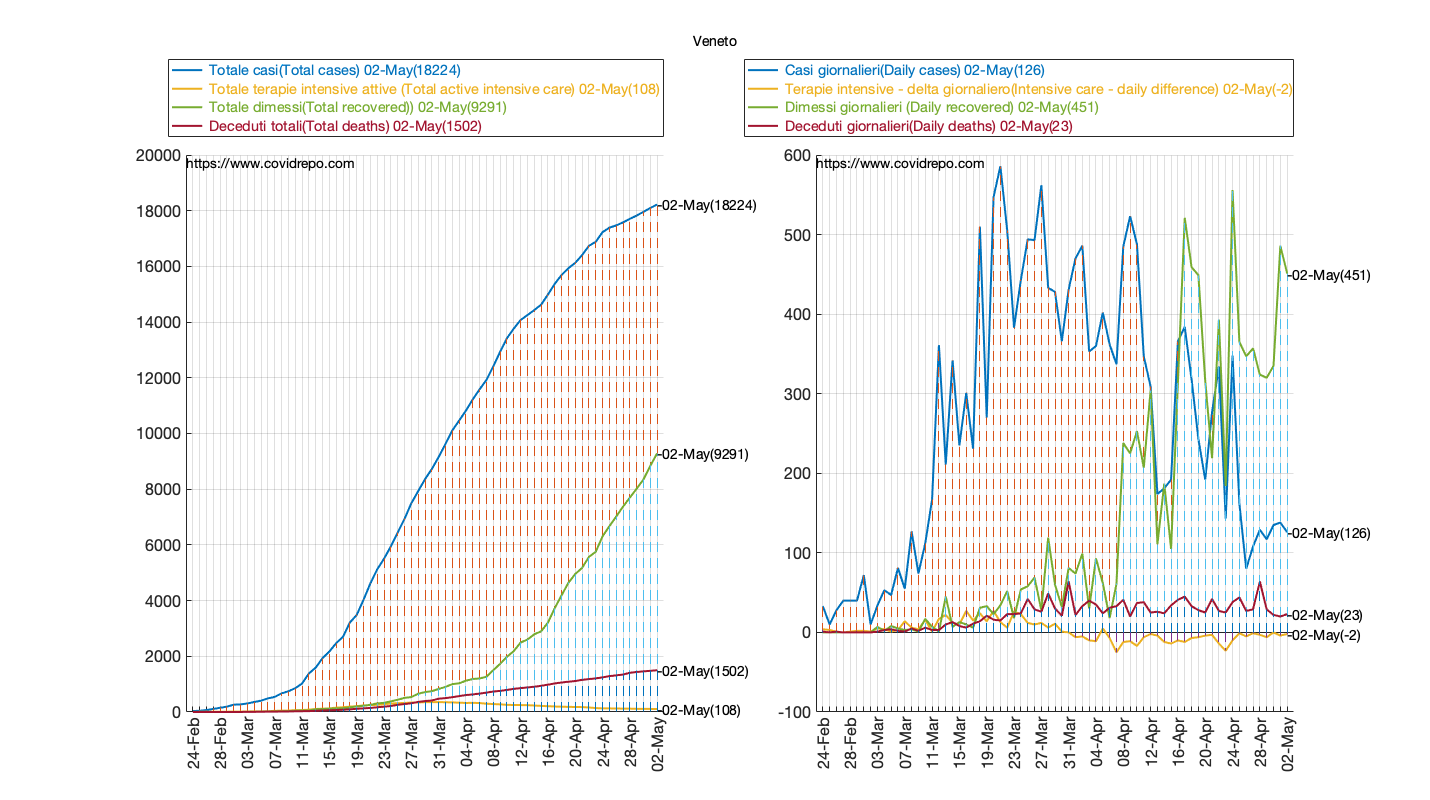 Veneto
Totale casi(Total cases) 02-May(18224)
Totale terapie intensive attive (Total active intensive care) 02-May(108)
Totale dimessi(Total recovered)) 02-May(9291)
Deceduti totali(Total deaths) 02-May(1502)
Casi giornalieri(Daily cases) 02-May(126)
Terapie intensive - delta giornaliero(Intensive care - daily difference) 02-May(-2)
Dimessi giornalieri (Daily recovered) 02-May(451)
Deceduti giornalieri(Daily deaths) 02-May(23)
https://www.covidrepo.com
20000
18000
16000
14000
12000
10000
8000
6000
4000
2000
0
02-May(18224)
02-May(9291)
02-May(1502)
02-May(108)
24-Feb
28-Feb
03-Mar
07-Mar
11-Mar
15-Mar
19-Mar
23-Mar
27-Mar
31-Mar
04-Apr
08-Apr
12-Apr
16-Apr
20-Apr
24-Apr
28-Apr
02-May
https://www.covidrepo.com
600
500
400
300
200
100
0
-100
02-May(451)
02-May(126)
02-May(23)
02-May(-2)
24-Feb
28-Feb
03-Mar
07-Mar
11-Mar
15-Mar
19-Mar
23-Mar
27-Mar
31-Mar
04-Apr
08-Apr
12-Apr
16-Apr
20-Apr
24-Apr
28-Apr
02-May